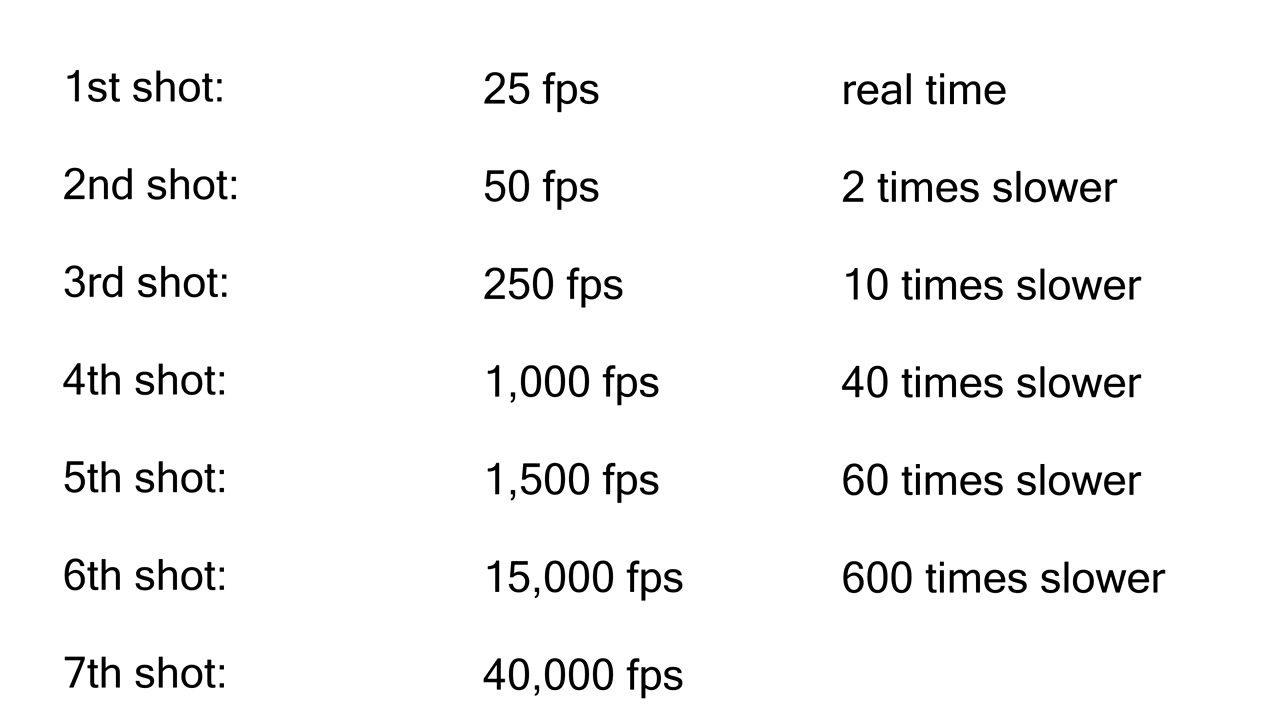 1st shot: 25 fps real time
2nd shot: 50 fps 2 times slower
3rd shot: 250 fps 10 times slower
4th shot: 1,000 fps 40 times slower
5th shot: 1,500 fps 60 times slower
6th shot: 15,000 fps 600 times slower
7th shot: 40,000 fps